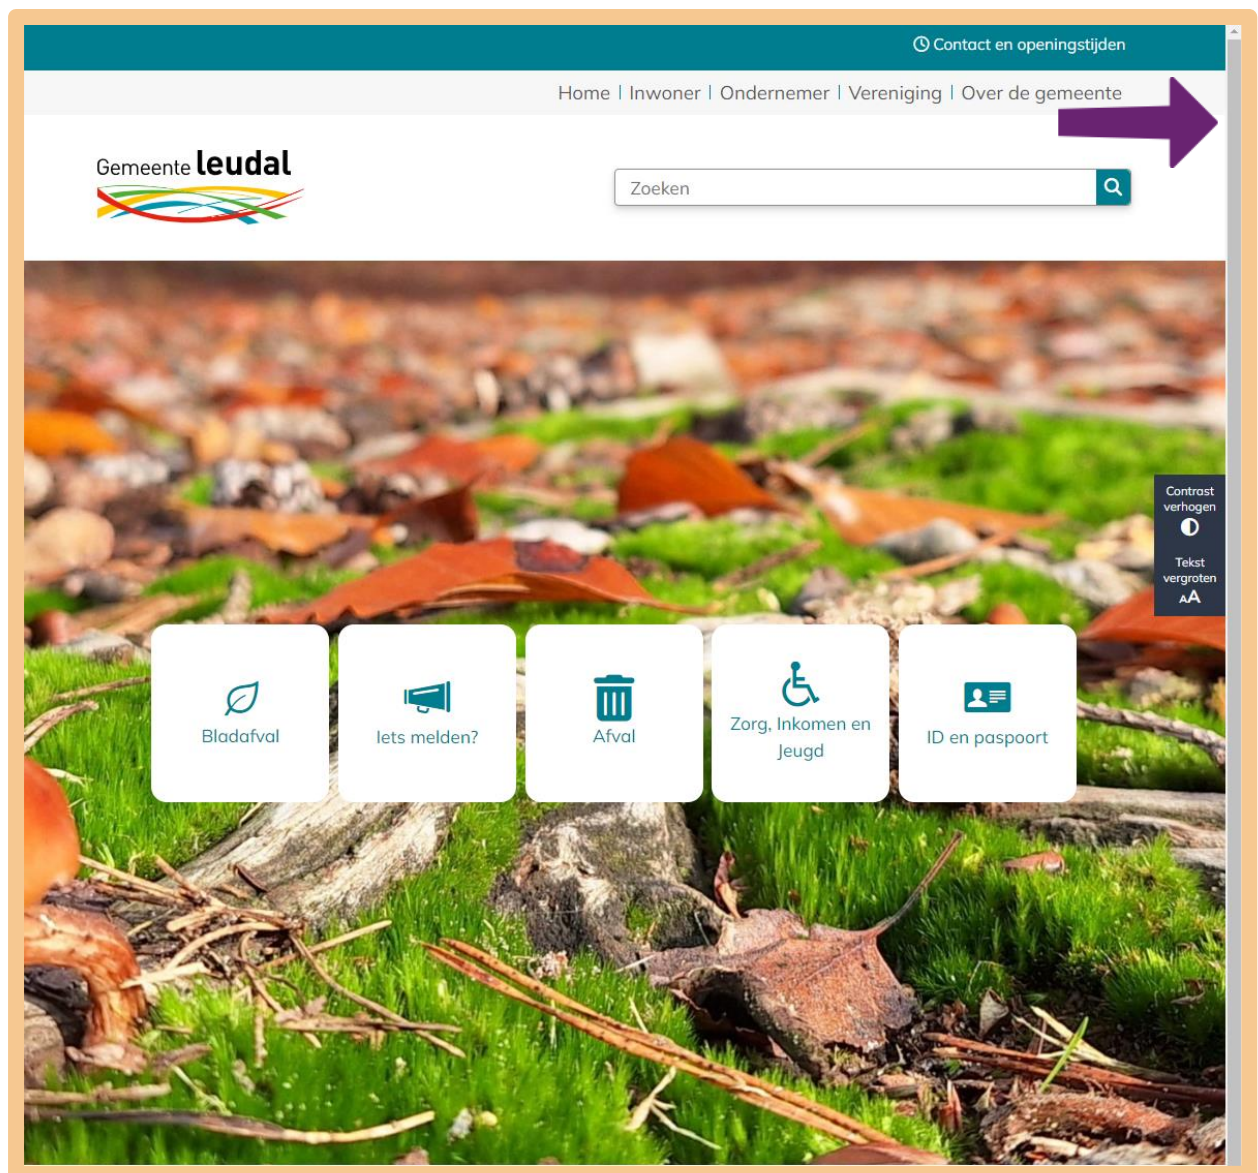 Contact en openingstijden
Home | Inwoner | Ondernemer | Vereniging | Over de gemeente
Gemeente leudal
Zoeken
Contrast
verhogen
Tekst
vergroten
AA
Bladafval
Iets melden?
Afval
Zorg, Inkomen en
Jeugd
ID en paspoort